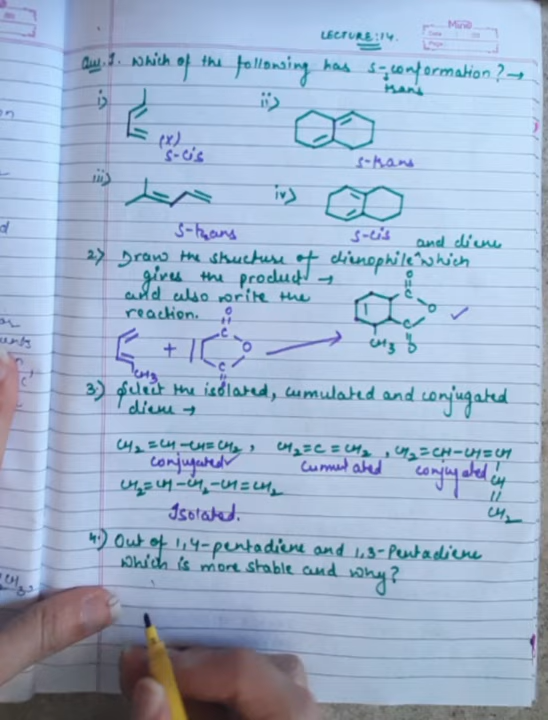 LECTURE:14.
Que.1. Which of the following has s-conformation? →
trans
i)
ii)
(x)
s-cis
s-trans
iii)
iv)
s-trans
s-cis
and diene
2) Draw the structure of dienophile^which
gives the product →
and also write the
reaction.
O
C
O
C
O
CH3
O
C
O
C
O
CH3
+
3) Select the isolated, cumulated and conjugated
diene →
CH2=CH-CH=CH2, CH2=C=CH2, CH2=CH-CH=CH
conjugated
cumulated
conjugated
CH
CH2
CH2=CH-CH2-CH=CH2
Isolated.
4.) Out of 1,4-pentadiene and 1,3-Pentadiene
which is more stable and why?